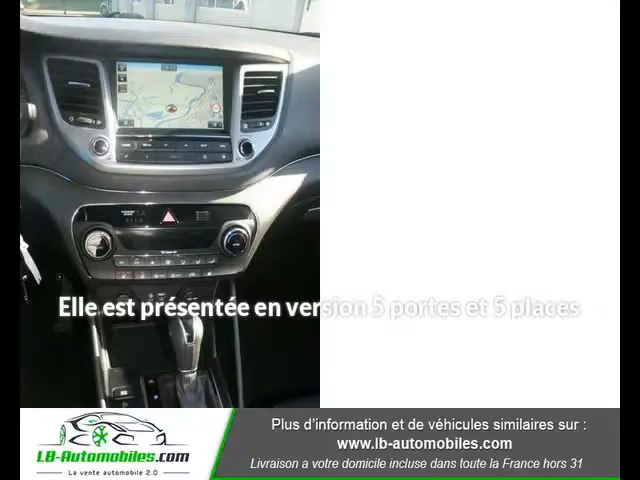 Elle est présentée en version 5 portes et 5 places
LB-Automobiles.com
La vente automobile 2.0
Plus d'information et de véhicules similaires sur :
www.lb-automobiles.com
Livraison a votre domicile incluse dans toute la France hors 31